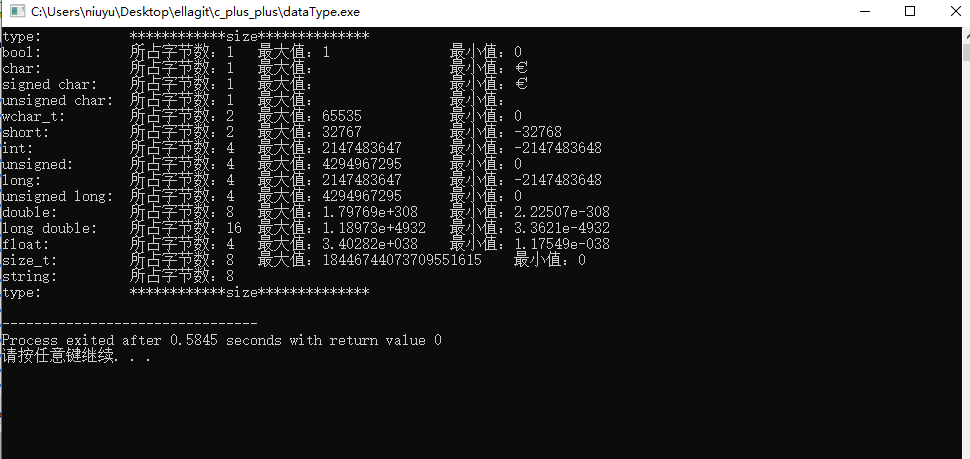 C:\Users\niuyu\Desktop\ellagit\c_plus_plus\dataType.exe
type: ************size**************
bool: 所占字节数：1 最大值：1 最小值：0
char: 所占字节数：1 最大值： 最小值：€
signed char: 所占字节数：1 最大值： 最小值：€
unsigned char: 所占字节数：1 最大值： 最小值：
wchar_t: 所占字节数：2 最大值：65535 最小值：0
short: 所占字节数：2 最大值：32767 最小值：-32768
int: 所占字节数：4 最大值：2147483647 最小值：-2147483648
unsigned: 所占字节数：4 最大值：4294967295 最小值：0
long: 所占字节数：4 最大值：2147483647 最小值：-2147483648
unsigned long: 所占字节数：4 最大值：4294967295 最小值：0
double: 所占字节数：8 最大值：1.79769e+308 最小值：2.22507e-308
long double: 所占字节数：16 最大值：1.18973e+4932 最小值：3.3621e-4932
float: 所占字节数：4 最大值：3.40282e+038 最小值：1.17549e-038
size_t: 所占字节数：8 最大值：18446744073709551615 最小值：0
string: 所占字节数：8
type: ************size**************
--------------------------------
Process exited after 0.5845 seconds with return value 0
请按任意键继续. . .